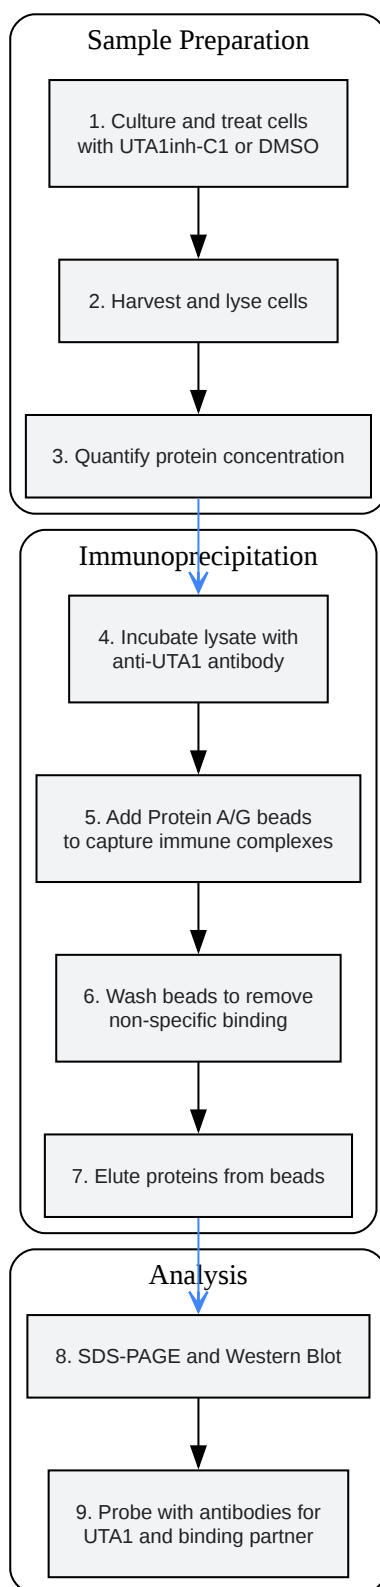 Sample Preparation
1. Culture and treat cells
with UTA1inh-C1 or DMSO
2. Harvest and lyse cells
3. Quantify protein concentration
Immunoprecipitation
4. Incubate lysate with
anti-UTA1 antibody
5. Add Protein A/G beads
to capture immune complexes
6. Wash beads to remove
non-specific binding
7. Elute proteins from beads
Analysis
8. SDS-PAGE and Western Blot
9. Probe with antibodies for
UTA1 and binding partner